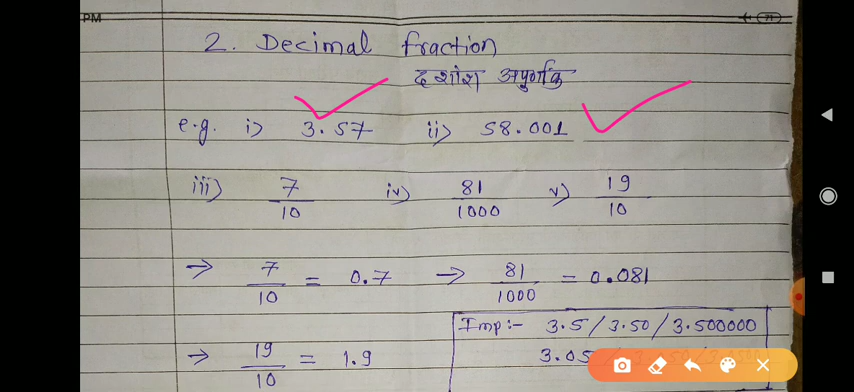 PM
71
2. Decimal fraction
दशांश अपुर्णांक
e.g. i) 3.57 ii) 58.001
iii) 7/10 iv) 81/1000 v) 19/10
→ 7/10 = 0.7 → 81/1000 = 0.081
Imp:- 3.5/3.50/3.500000
→ 19/10 = 1.9 3.05